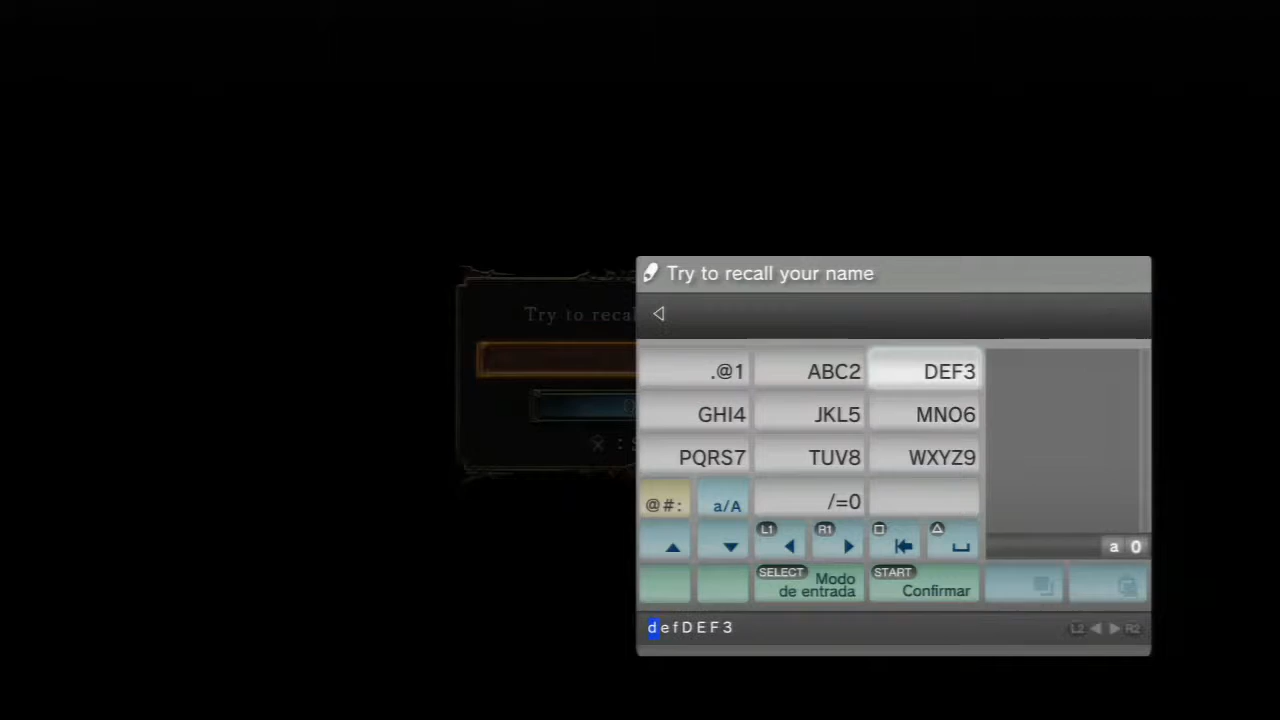 Try to recall your name
Try to recal
.@1 ABC2 DEF3
GHI4 JKL5 MNO6
PQRS7 TUV8 WXYZ9
@#: a/A /=0
L1 R1
a 0
SELECT Modo de entrada START Confirmar
defDEF3 L2 R2